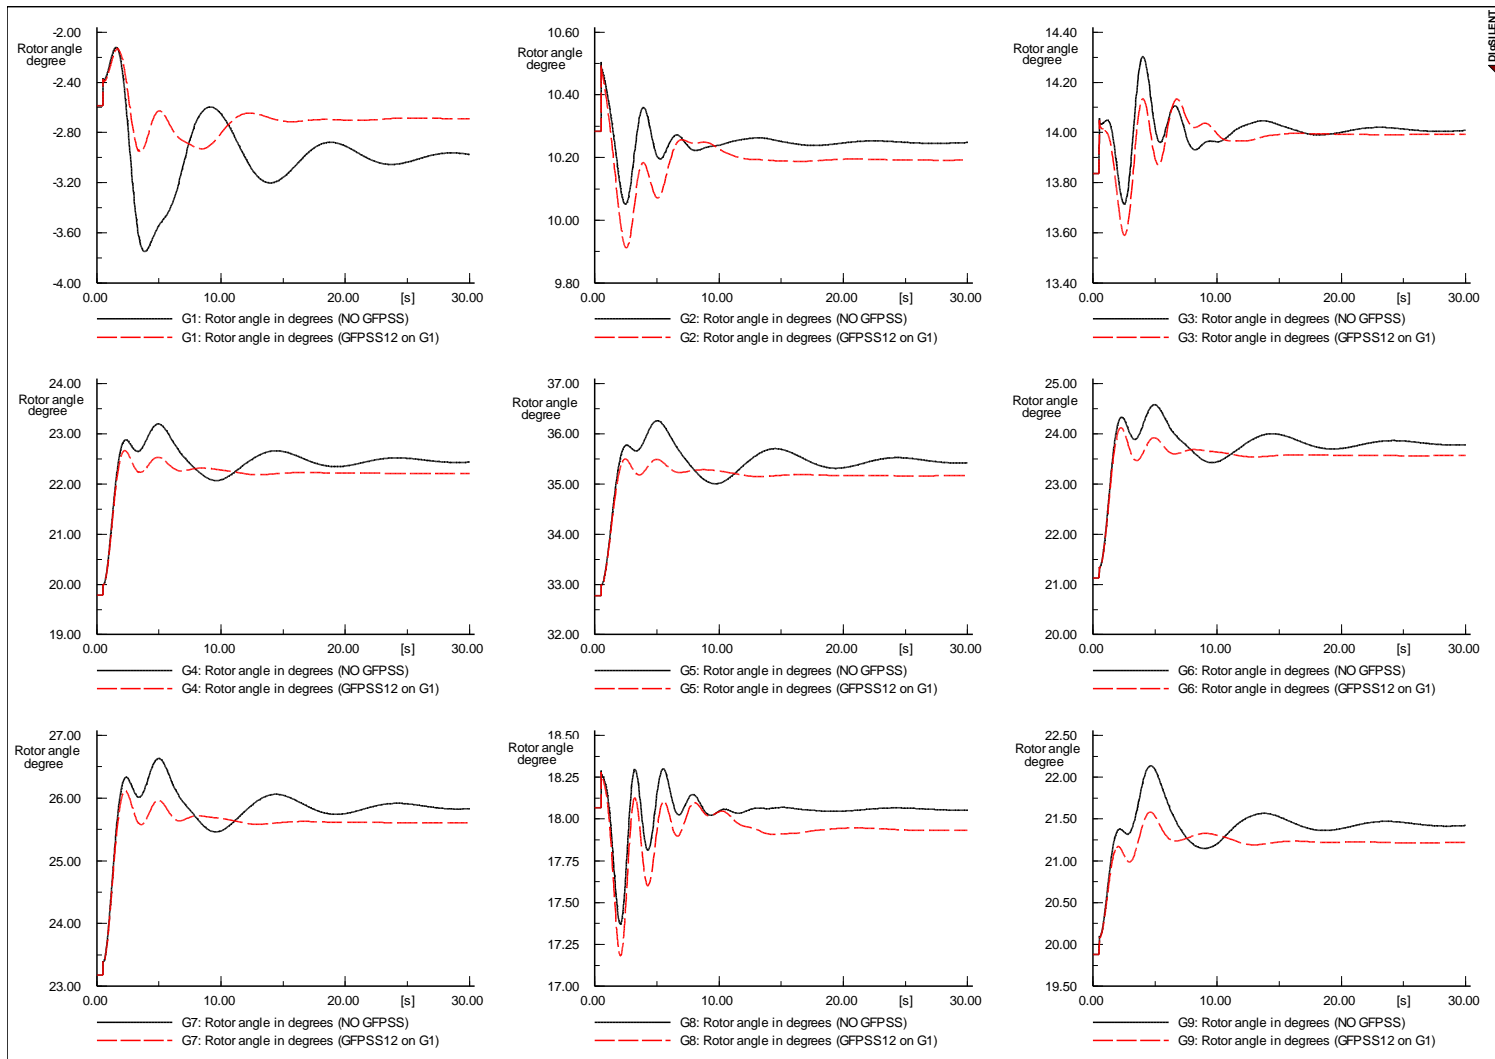 DIgSILENT
-2.00
Rotor angle
degree
-2.40
-2.80
-3.20
-3.60
-4.00
0.00 10.00 20.00 [s] 30.00
G1: Rotor angle in degrees (NO GFPSS)
G1: Rotor angle in degrees (GFPSS12 on G1)
10.60
Rotor angle
degree
10.40
10.20
10.00
9.80
0.00 10.00 20.00 [s] 30.00
G2: Rotor angle in degrees (NO GFPSS)
G2: Rotor angle in degrees (GFPSS12 on G1)
14.40
Rotor angle
degree
14.20
14.00
13.80
13.60
13.40
0.00 10.00 20.00 [s] 30.00
G3: Rotor angle in degrees (NO GFPSS)
G3: Rotor angle in degrees (GFPSS12 on G1)
24.00
Rotor angle
degree
23.00
22.00
21.00
20.00
19.00
0.00 10.00 20.00 [s] 30.00
G4: Rotor angle in degrees (NO GFPSS)
G4: Rotor angle in degrees (GFPSS12 on G1)
37.00
Rotor angle
degree
36.00
35.00
34.00
33.00
32.00
0.00 10.00 20.00 [s] 30.00
G5: Rotor angle in degrees (NO GFPSS)
G5: Rotor angle in degrees (GFPSS12 on G1)
25.00
Rotor angle
degree
24.00
23.00
22.00
21.00
20.00
0.00 10.00 20.00 [s] 30.00
G6: Rotor angle in degrees (NO GFPSS)
G6: Rotor angle in degrees (GFPSS12 on G1)
27.00
Rotor angle
degree
26.00
25.00
24.00
23.00
0.00 10.00 20.00 [s] 30.00
G7: Rotor angle in degrees (NO GFPSS)
G7: Rotor angle in degrees (GFPSS12 on G1)
18.50
Rotor angle
degree
18.25
18.00
17.75
17.50
17.25
17.00
0.00 10.00 20.00 [s] 30.00
G8: Rotor angle in degrees (NO GFPSS)
G8: Rotor angle in degrees (GFPSS12 on G1)
22.50
Rotor angle
degree
22.00
21.50
21.00
20.50
20.00
19.50
0.00 10.00 20.00 [s] 30.00
G9: Rotor angle in degrees (NO GFPSS)
G9: Rotor angle in degrees (GFPSS12 on G1)